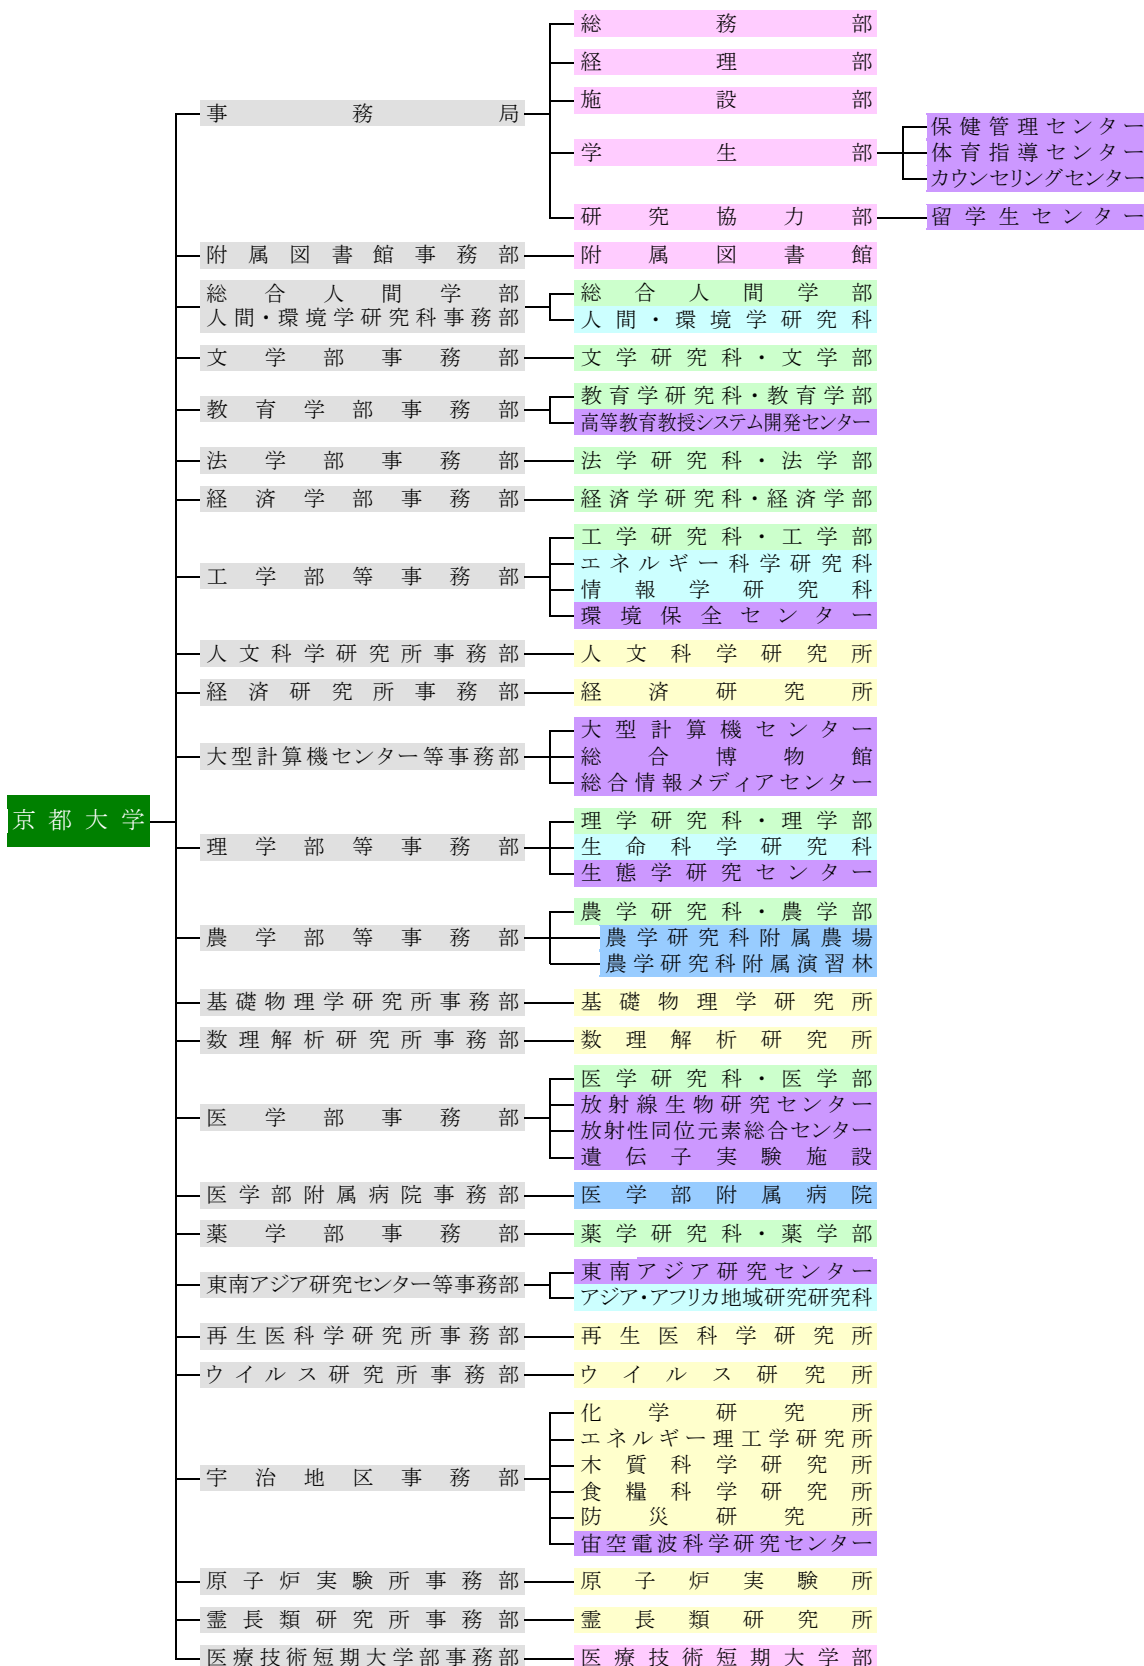 総務部
経理部
施設部
事務局
保健管理センター
学生部
体育指導センター
カウンセリングセンター
研究協力部
留学生センター
附属図書館事務部
附属図書館
総合人間学部
人間・環境学研究科事務部
総合人間学部
人間・環境学研究科
文学部事務部
文学研究科・文学部
教育学部事務部
教育学研究科・教育学部
高等教育教授システム開発センター
法学部事務部
法学研究科・法学部
経済学部事務部
経済学研究科・経済学部
工学部等事務部
工学研究科・工学部
エネルギー科学研究科
情報学研究科
環境保全センター
人文科学研究所事務部
人文科学研究所
経済研究所事務部
経済研究所
大型計算機センター等事務部
大型計算機センター
総合博物館
総合情報メディアセンター
京都大学
理学部等事務部
理学研究科・理学部
生命科学研究科
生態学研究センター
農学部等事務部
農学研究科・農学部
農学研究科附属農場
農学研究科附属演習林
基礎物理学研究所事務部
基礎物理学研究所
数理解析研究所事務部
数理解析研究所
医学部事務部
医学研究科・医学部
放射線生物研究センター
放射性同位元素総合センター
遺伝子実験施設
医学部附属病院事務部
医学部附属病院
薬学部事務部
薬学研究科・薬学部
東南アジア研究センター等事務部
東南アジア研究センター
アジア・アフリカ地域研究研究科
再生医科学研究所事務部
再生医科学研究所
ウイルス研究所事務部
ウイルス研究所
宇治地区事務部
化学研究所
エネルギー理工学研究所
木質科学研究所
食糧科学研究所
防災研究所
宙空電波科学研究センター
原子炉実験所事務部
原子炉実験所
霊長類研究所事務部
霊長類研究所
医療技術短期大学部事務部
医療技術短期大学部